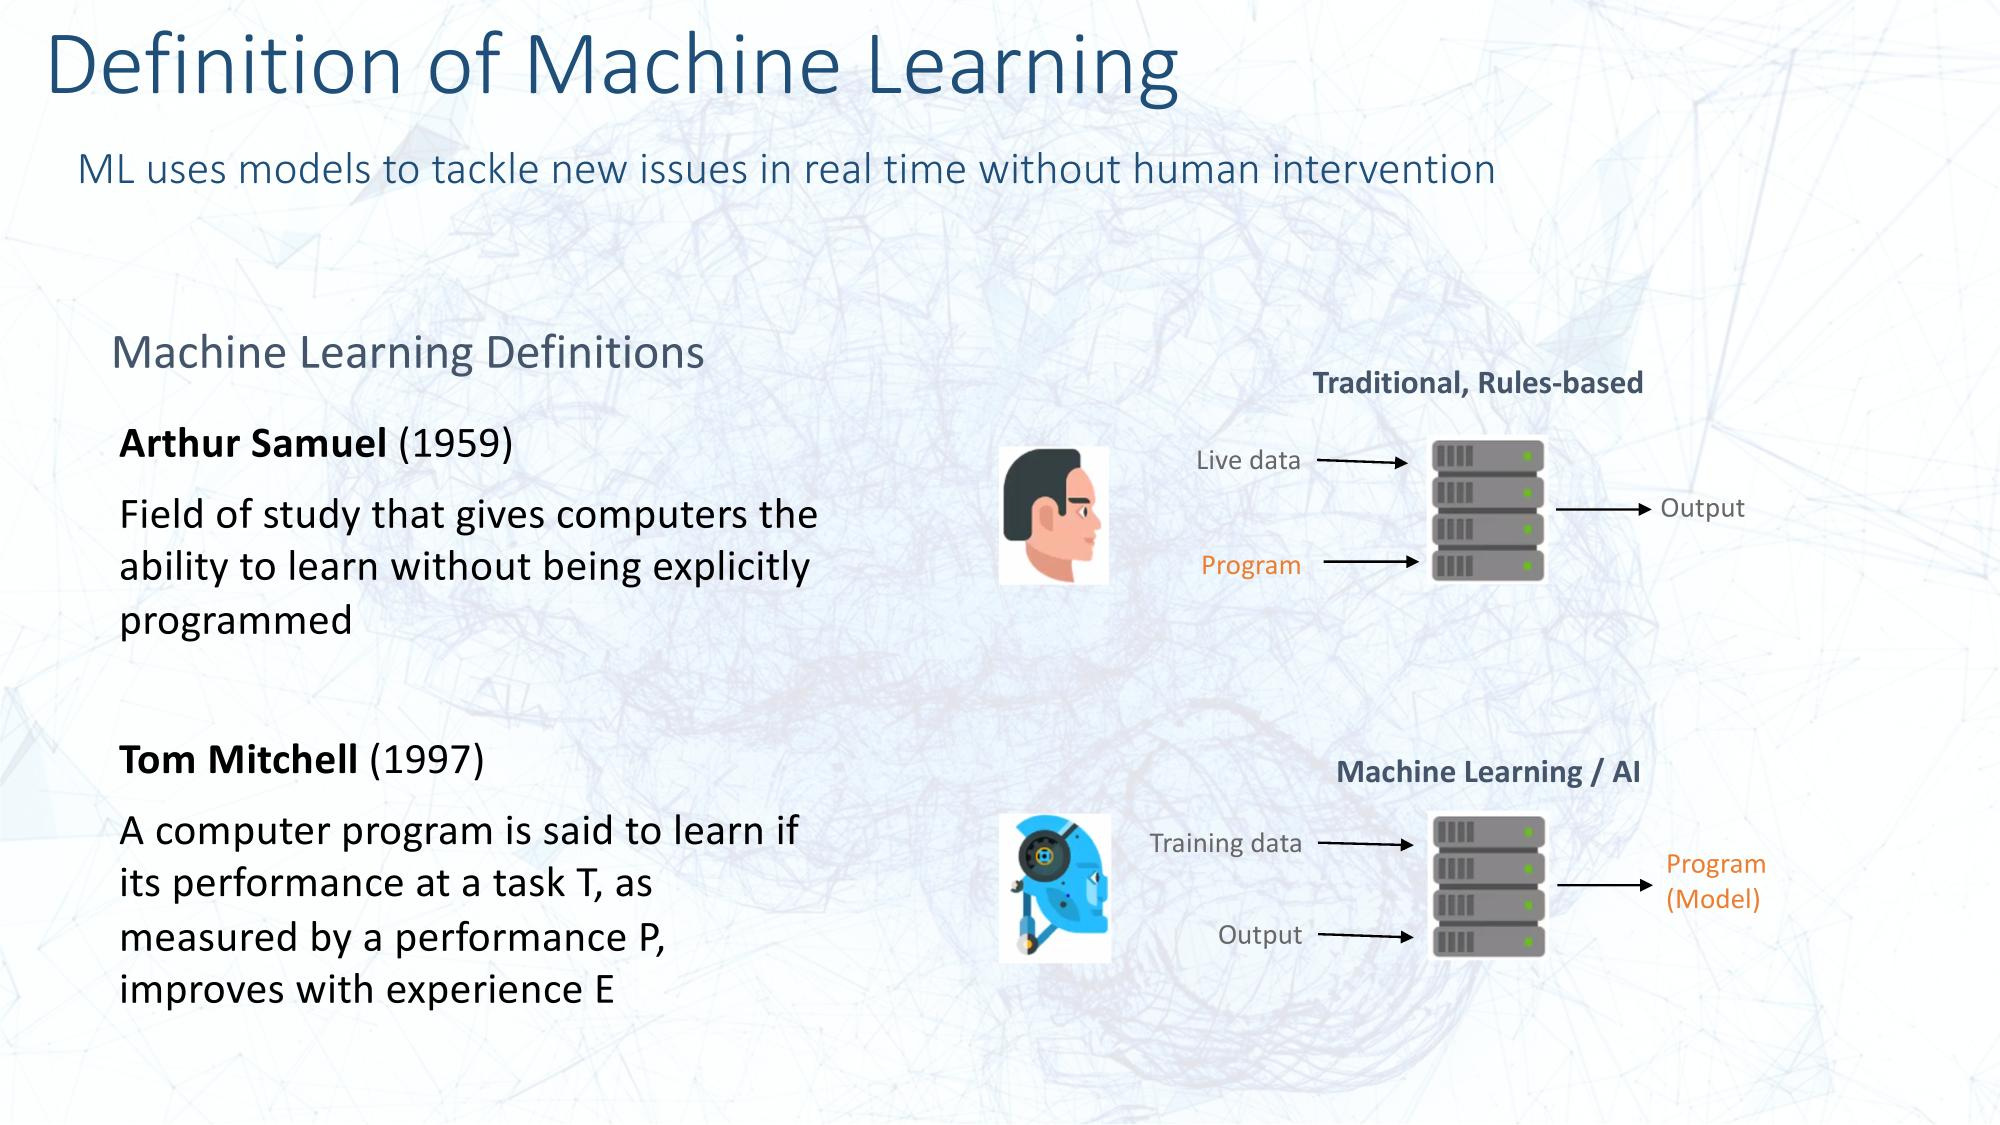 Definition of Machine Learning
ML uses models to tackle new issues in real time without human intervention
Machine Learning Definitions
Arthur Samuel (1959)
Field of study that gives computers the
ability to learn without being explicitly
programmed
Tom Mitchell (1997)
A computer program is said to learn if
its performance at a task T, as
measured by a performance P,
improves with experience E
Traditional, Rules-based
Live data
Program
Output
Machine Learning / AI
Training data
Output
Program
(Model)